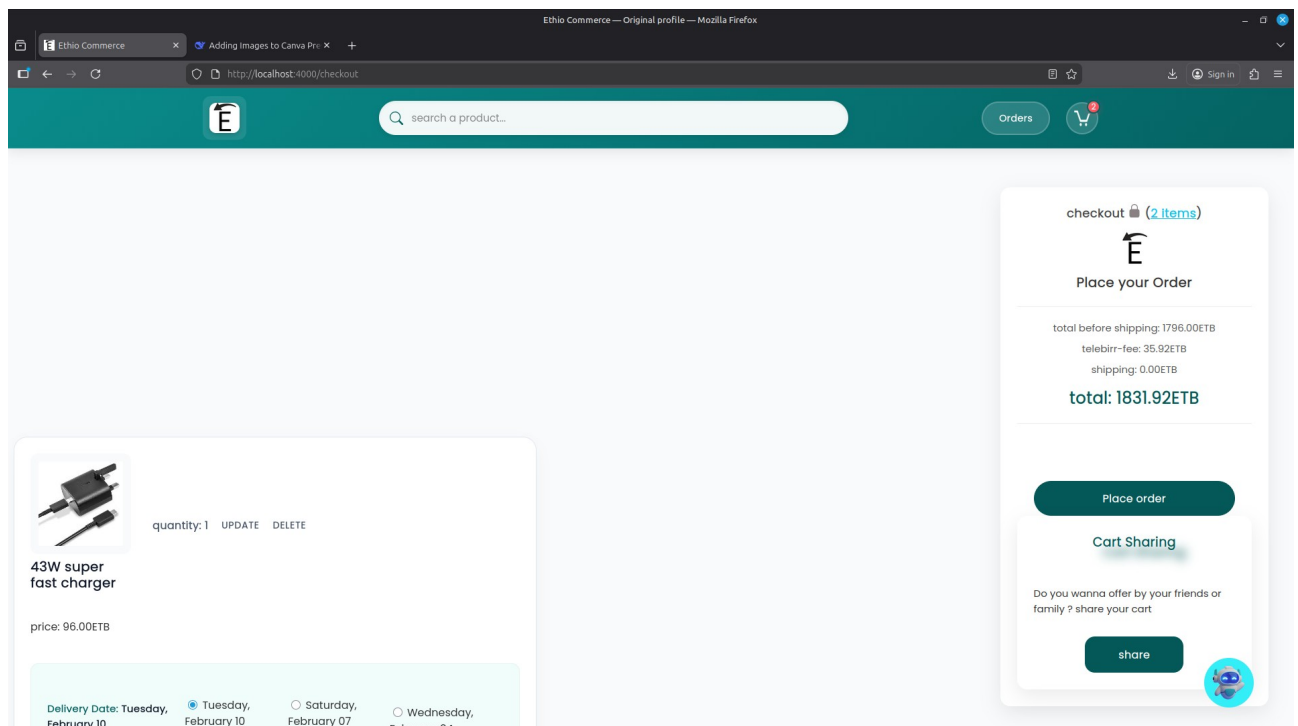 Ethio Commerce — Original profile — Mozilla Firefox
Ethio Commerce
Adding Images to Canva Pre
http://localhost:4000/checkout
Sign in
E
search a product...
Orders
2
checkout (2 items)
E
Place your Order
total before shipping: 1796.00ETB
telebirr-fee: 35.92ETB
shipping: 0.00ETB
total: 1831.92ETB
Place order
Cart Sharing
Do you wanna offer by your friends or
family ? share your cart
share
quantity: 1 UPDATE DELETE
43W super
fast charger
price: 96.00ETB
Delivery Date: Tuesday,
February 10
Tuesday,
February 10
Saturday,
February 07
Wednesday,